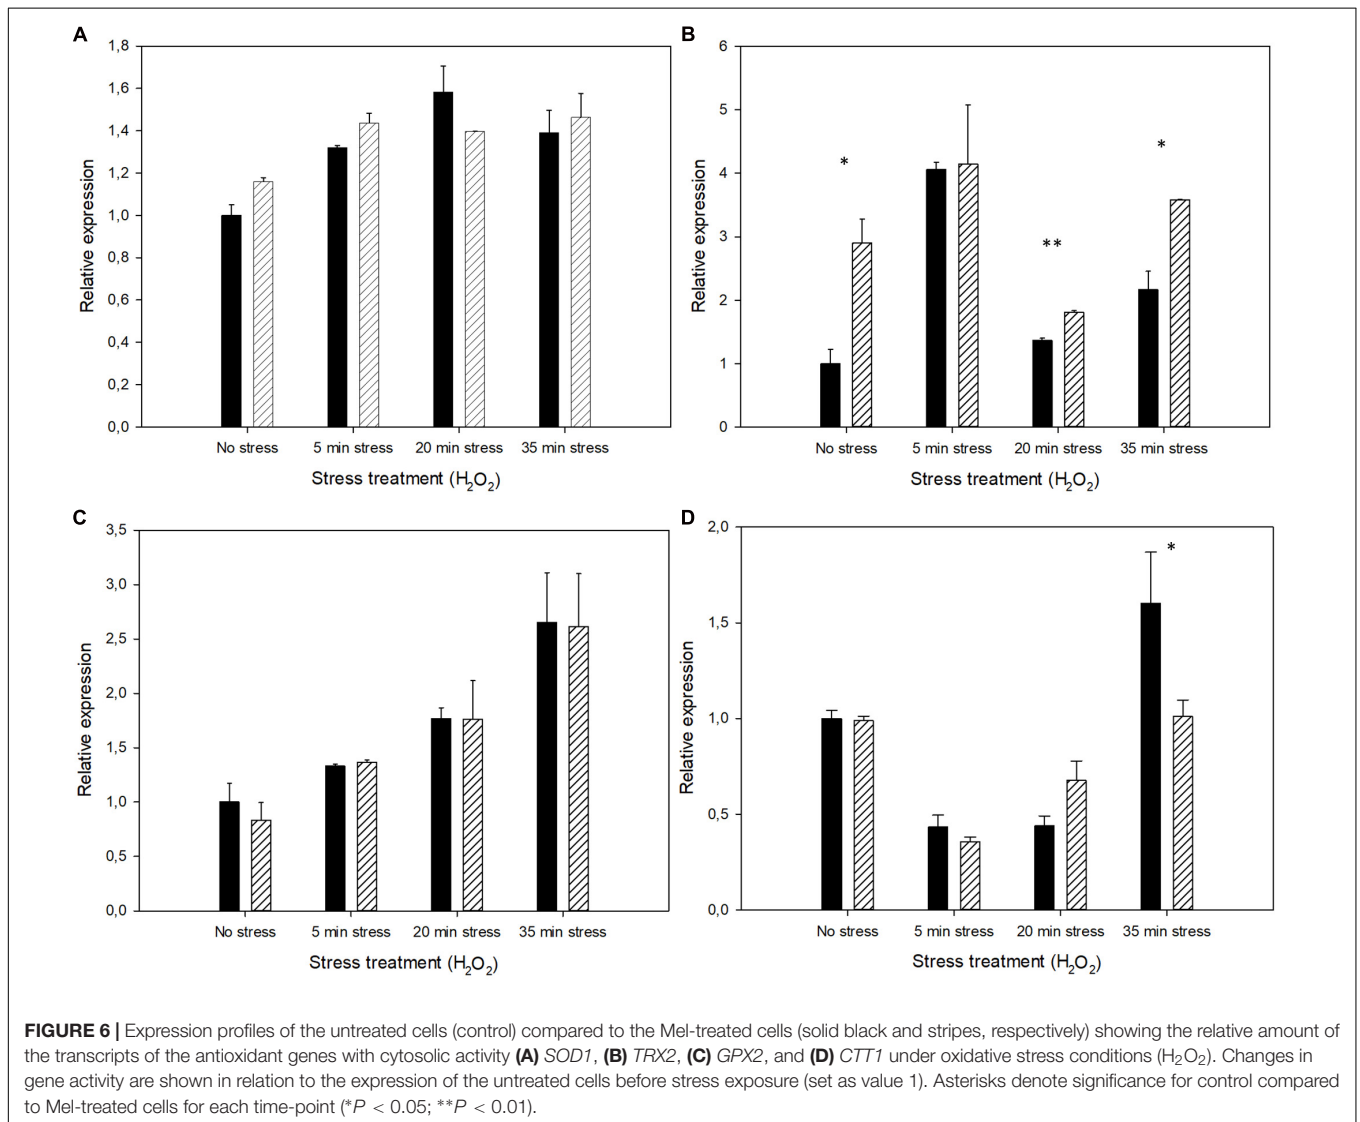 A
1,8
1,6
1,4
1,2
1,0
0,8
0,6
0,4
0,2
0,0
Relative expression
No stress 5 min stress 20 min stress 35 min stress
Stress treatment (H2O2)
B
6
5
4
3
2
1
0
Relative expression
*
**
*
No stress 5 min stress 20 min stress 35 min stress
Stress treatment (H2O2)
C
3,5
3,0
2,5
2,0
1,5
1,0
0,5
0,0
Relative expression
No stress 5 min stress 20 min stress 35 min stress
Stress treatment (H2O2)
D
2,0
1,5
1,0
0,5
0,0
Relative expression
*
No stress 5 min stress 20 min stress 35 min stress
Stress treatment (H2O2)
FIGURE 6 | Expression profiles of the untreated cells (control) compared to the Mel-treated cells (solid black and stripes, respectively) showing the relative amount of
the transcripts of the antioxidant genes with cytosolic activity (A) SOD1, (B) TRX2, (C) GPX2, and (D) CTT1 under oxidative stress conditions (H2O2). Changes in
gene activity are shown in relation to the expression of the untreated cells before stress exposure (set as value 1). Asterisks denote significance for control compared
to Mel-treated cells for each time-point (*P < 0.05; **P < 0.01).